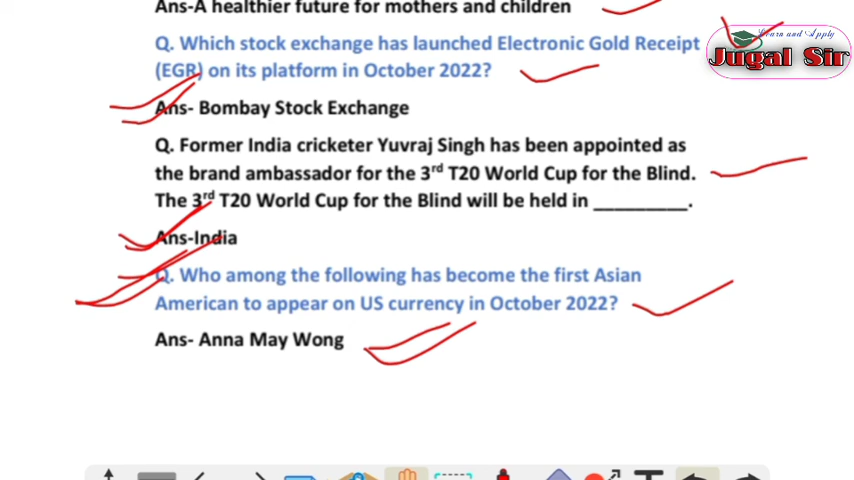 Ans-A healthier future for mothers and children
Learn and Apply
Jugal Sir
Q. Which stock exchange has launched Electronic Gold Receipt
(EGR) on its platform in October 2022?
Ans- Bombay Stock Exchange
Q. Former India cricketer Yuvraj Singh has been appointed as
the brand ambassador for the 3rd T20 World Cup for the Blind.
The 3rd T20 World Cup for the Blind will be held in _________.
Ans-India
Q. Who among the following has become the first Asian
American to appear on US currency in October 2022?
Ans- Anna May Wong